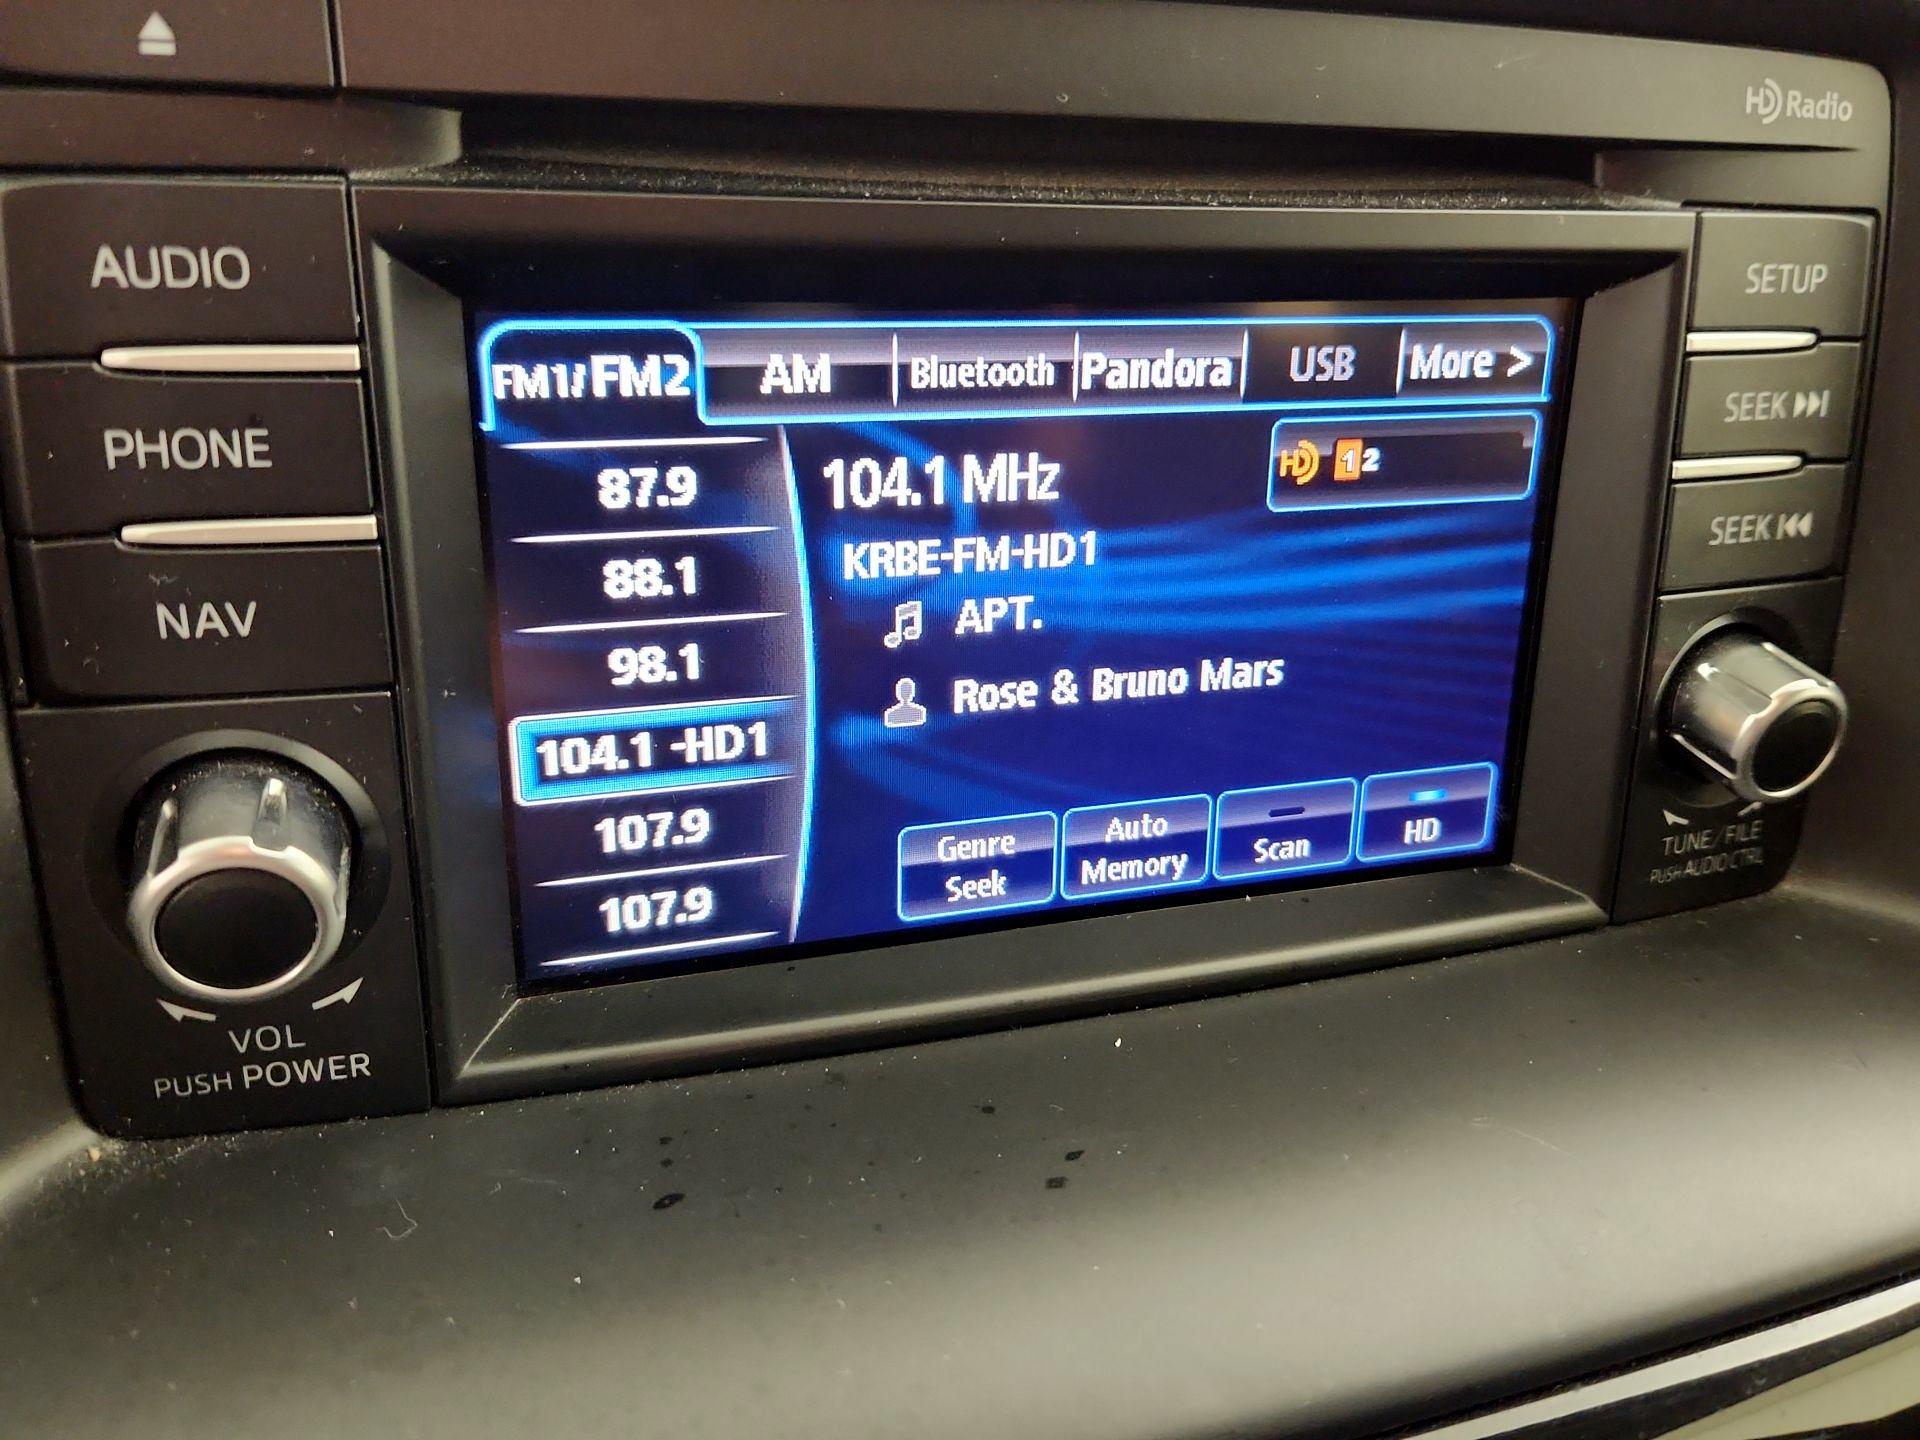 HD Radio
AUDIO
PHONE
NAV
VOL
PUSH POWER
FM1/FM2
AM
Bluetooth
Pandora
USB
More >
87.9
88.1
98.1
104.1 -HD1
107.9
107.9
104.1 MHz
HD 1 2
KRBE-FM-HD1
APT.
Rose & Bruno Mars
Genre
Seek
Auto
Memory
Scan
HD
SETUP
SEEK
SEEK
TUNE/FILE
PUSH AUDIO CTRL